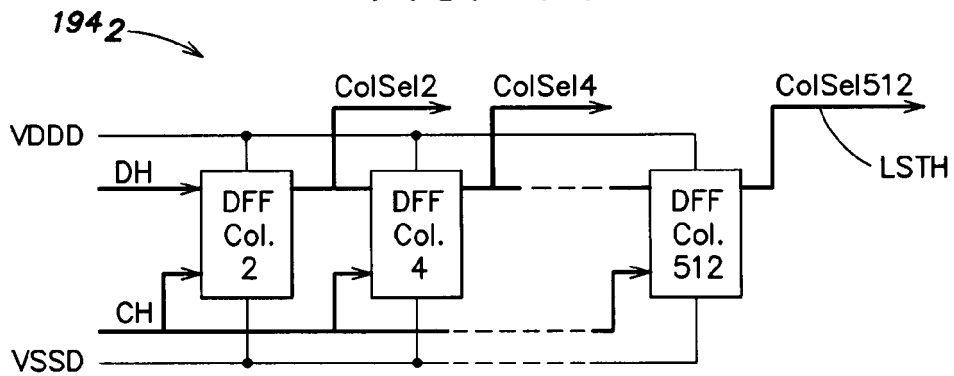 194₂
ColSel2
ColSel4
ColSel512
VDDD
LSTH
DH
DFF
Col.
2
DFF
Col.
4
DFF
Col.
512
CH
VSSD